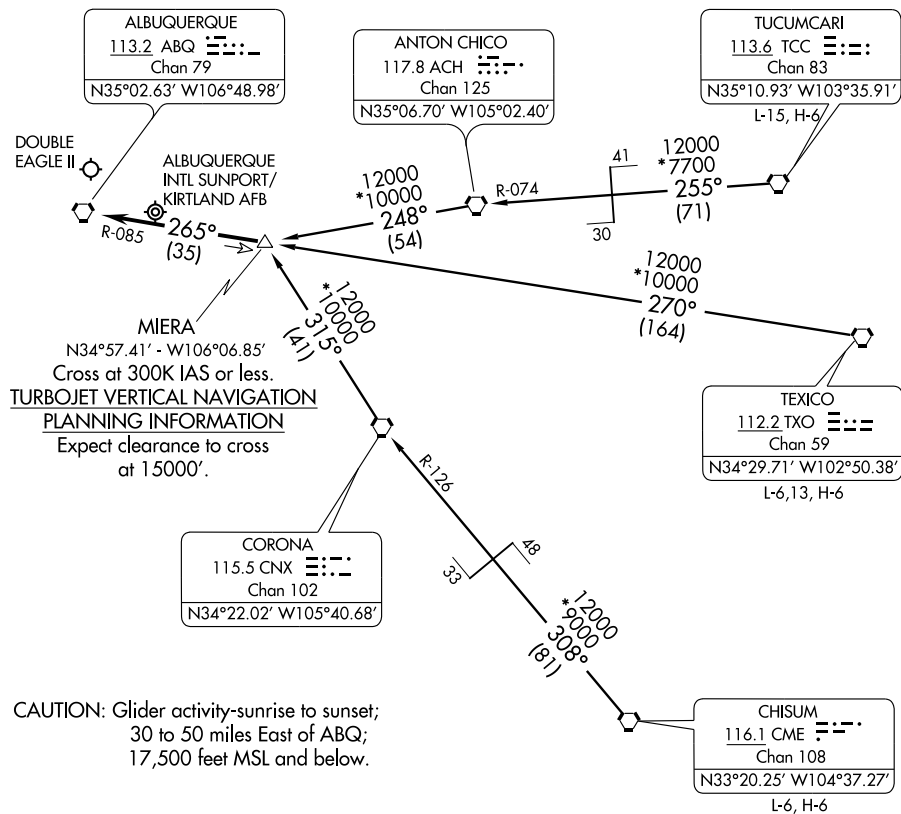 ALBUQUERQUE
113.2 ABQ
Chan 79
N35°02.63' W106°48.98'
ANTON CHICO
117.8 ACH
Chan 125
N35°06.70' W105°02.40'
TUCUMCARI
113.6 TCC
Chan 83
N35°10.93' W103°35.91'
L-15, H-6
DOUBLE
EAGLE II
ALBUQUERQUE
INTL SUNPORT/
KIRTLAND AFB
R-085
265°
(35)
12000
*10000
248°
(54)
R-074
41
30
12000
*7700
255°
(71)
12000
*10000
270°
(164)
12000
*10000
315°
(41)
MIERA
N34°57.41' - W106°06.85'
Cross at 300K IAS or less.
TURBOJET VERTICAL NAVIGATION
PLANNING INFORMATION
Expect clearance to cross
at 15000'.
TEXICO
112.2 TXO
Chan 59
N34°29.71' W102°50.38'
L-6,13, H-6
R-126
CORONA
115.5 CNX
Chan 102
N34°22.02' W105°40.68'
33
48
12000
*9000
308°
(81)
CAUTION: Glider activity-sunrise to sunset;
30 to 50 miles East of ABQ;
17,500 feet MSL and below.
CHISUM
116.1 CME
Chan 108
N33°20.25' W104°37.27'
L-6, H-6